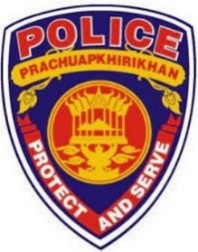 POLICE
PRACHUAPKHIRIKHAN
PROTECT AND SERVE